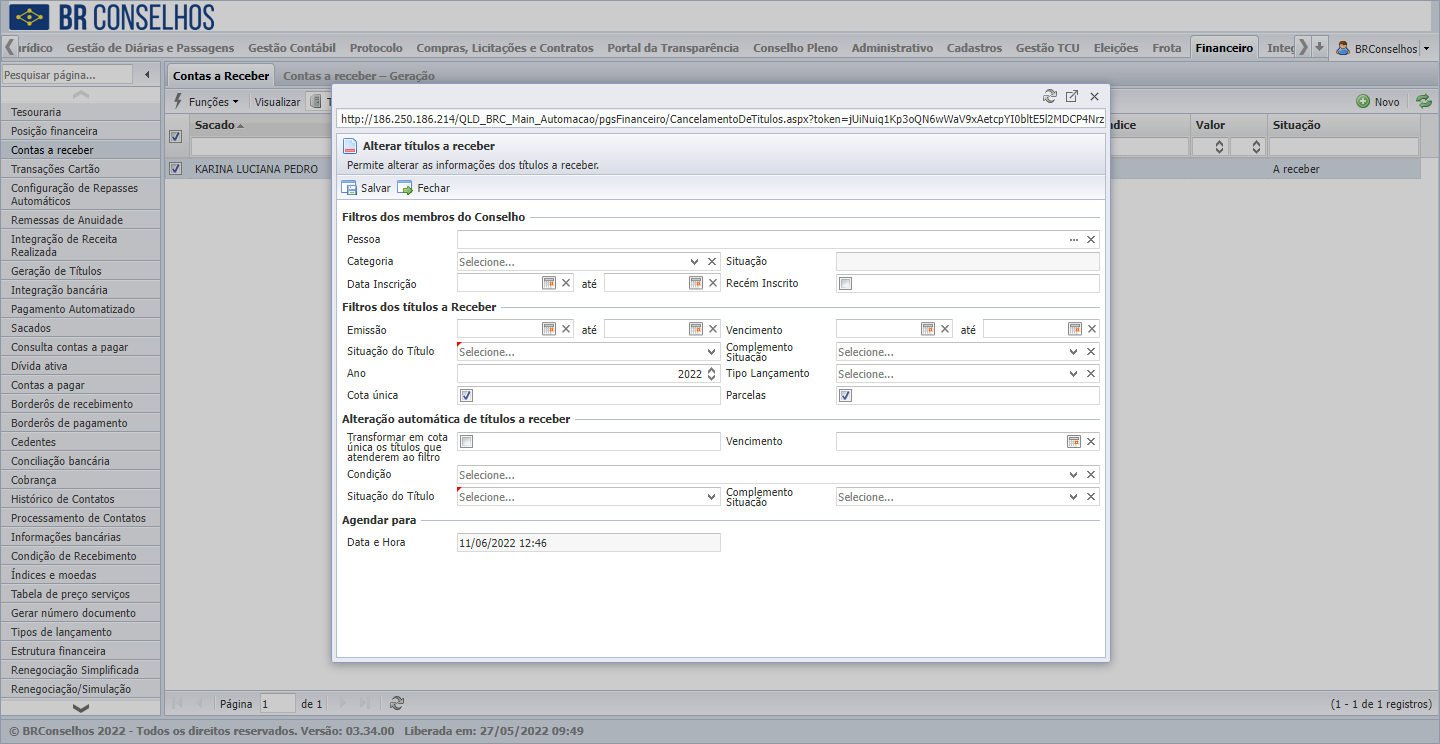 BR CONSELHOS
urídico Gestão de Diárias e Passagens Gestão Contábil Protocolo Compras, Licitações e Contratos Portal da Transparência Conselho Pleno Administrativo Cadastros Gestão TCU Eleições Frota Financeiro Integ BRConselhos
Pesquisar página...
Tesouraria
Posição financeira
Contas a receber
Transações Cartão
Configuração de Repasses
Automáticos
Remessas de Anuidade
Integração de Receita
Realizada
Geração de Títulos
Integração bancária
Pagamento Automatizado
Sacados
Consulta contas a pagar
Dívida ativa
Contas a pagar
Borderôs de recebimento
Borderôs de pagamento
Cedentes
Conciliação bancária
Cobrança
Histórico de Contatos
Processamento de Contatos
Informações bancárias
Condição de Recebimento
Índices e moedas
Tabela de preço serviços
Gerar número documento
Tipos de lançamento
Estrutura financeira
Renegociação Simplificada
Renegociação/Simulação
Contas a Receber Contas a receber – Geração
Funções Visualizar T Novo
Sacado dice Valor Situação
KARINA LUCIANA PEDRO A receber
http://186.250.186.214/QLD_BRC_Main_Automacao/pgsFinanceiro/CancelamentoDeTitulos.aspx?token=jUiNuiq1Kp3oQN6wWaV9xAetcpYI0bltE5l2MDCP4Nrz
Alterar títulos a receber
Permite alterar as informações dos títulos a receber.
Salvar Fechar
Filtros dos membros do Conselho
Pessoa ...
Categoria Selecione... Situação
Data Inscrição até Recém Inscrito
Filtros dos títulos a Receber
Emissão até Vencimento até
Situação do Título Selecione... Complemento Situação Selecione...
Ano 2022 Tipo Lançamento Selecione...
Cota única Parcelas
Alteração automática de títulos a receber
Transformar em cota
única os títulos que
atenderem ao filtro
Vencimento
Condição Selecione...
Situação do Título Selecione... Complemento Situação Selecione...
Agendar para
Data e Hora 11/06/2022 12:46
Página 1 de 1 (1 - 1 de 1 registros)
© BRConselhos 2022 - Todos os direitos reservados. Versão: 03.34.00 Liberada em: 27/05/2022 09:49